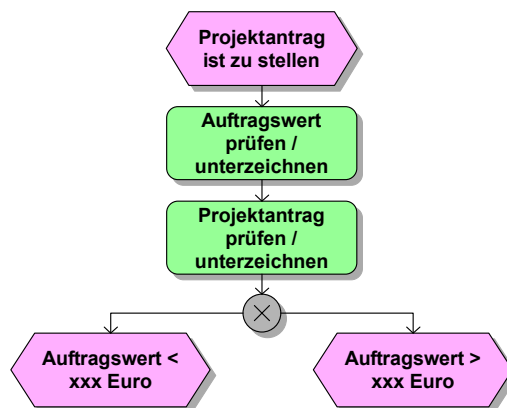 Projektantrag
ist zu stellen
Auftragswert
prüfen /
unterzeichnen
Projektantrag
prüfen /
unterzeichnen
Auftragswert <
xxx Euro
Auftragswert >
xxx Euro